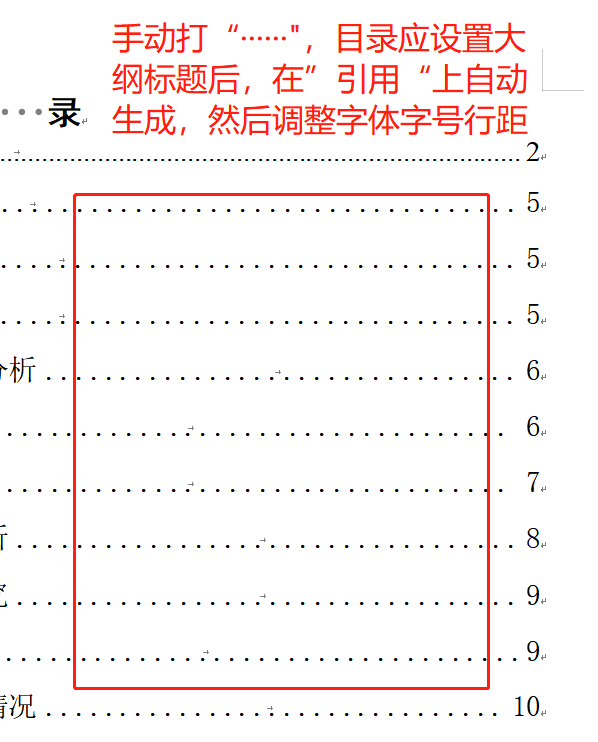 手动打“······"，目录应设置大
纲标题后，在”引用“上自动
生成，然后调整字体字号行距
录
2
5
5
5
分析 6
6
7
析 8
究 9
9
情况 10